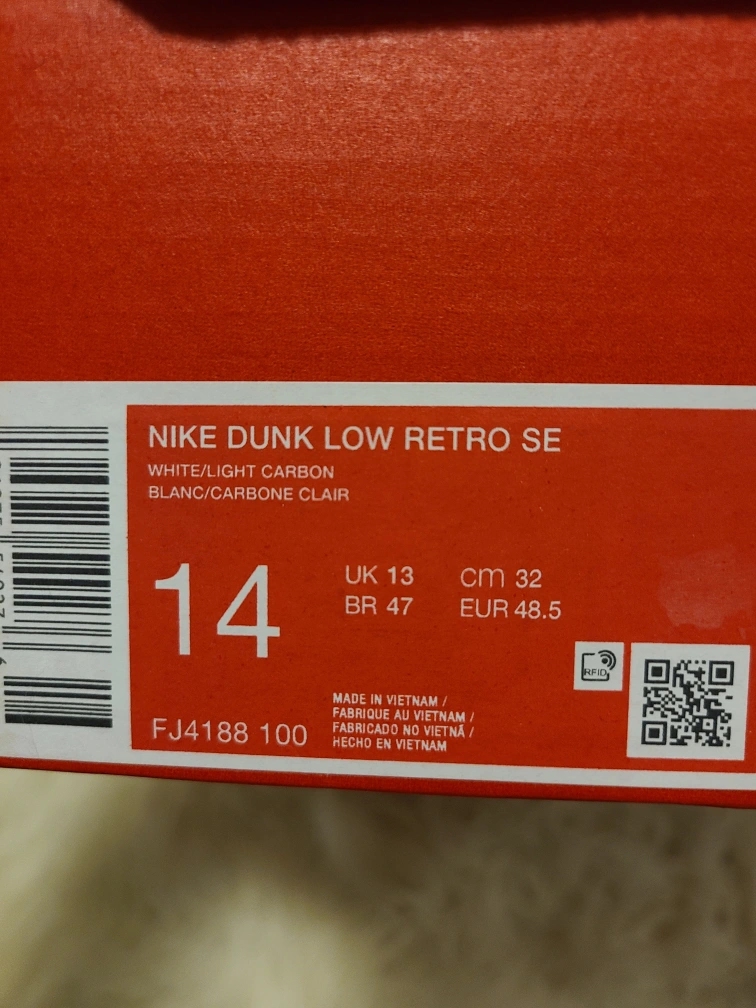 NIKE DUNK LOW RETRO SE
WHITE/LIGHT CARBON
BLANC/CARBONE CLAIR
14
UK 13 cm 32
BR 47 EUR 48.5
RFID
MADE IN VIETNAM /
FABRIQUE AU VIETNAM /
FABRICADO NO VIETNÃ /
HECHO EN VIETNAM
FJ4188 100